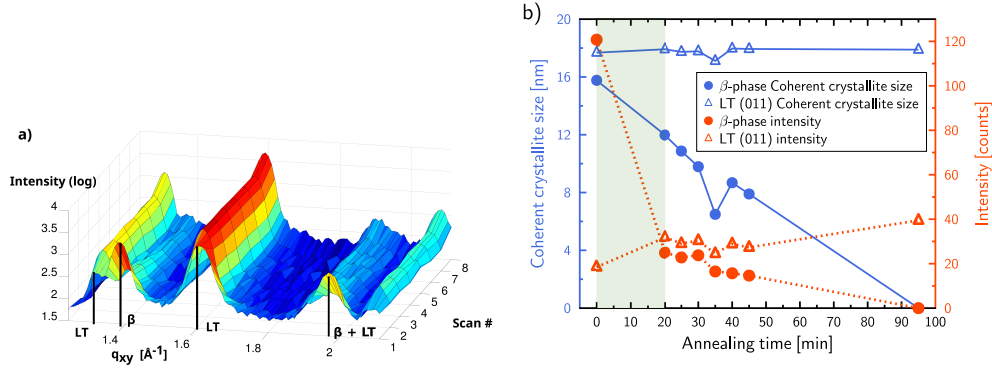 a)
Intensity (log)
4
3.5
3
2.5
2
1.5
LT
β
LT
β + LT
1.4
1.6
1.8
2
qxy [Å-1]
1
2
3
4
5
6
7
8
Scan #
b)
Coherent crystallite size [nm]
20
16
12
8
4
0
β-phase Coherent crystallite size
LT (011) Coherent crystallite size
β-phase intensity
LT (011) intensity
120
100
80
60
40
20
0
Intensity [counts]
0 10 20 30 40 50 60 70 80 90 100
Annealing time [min]